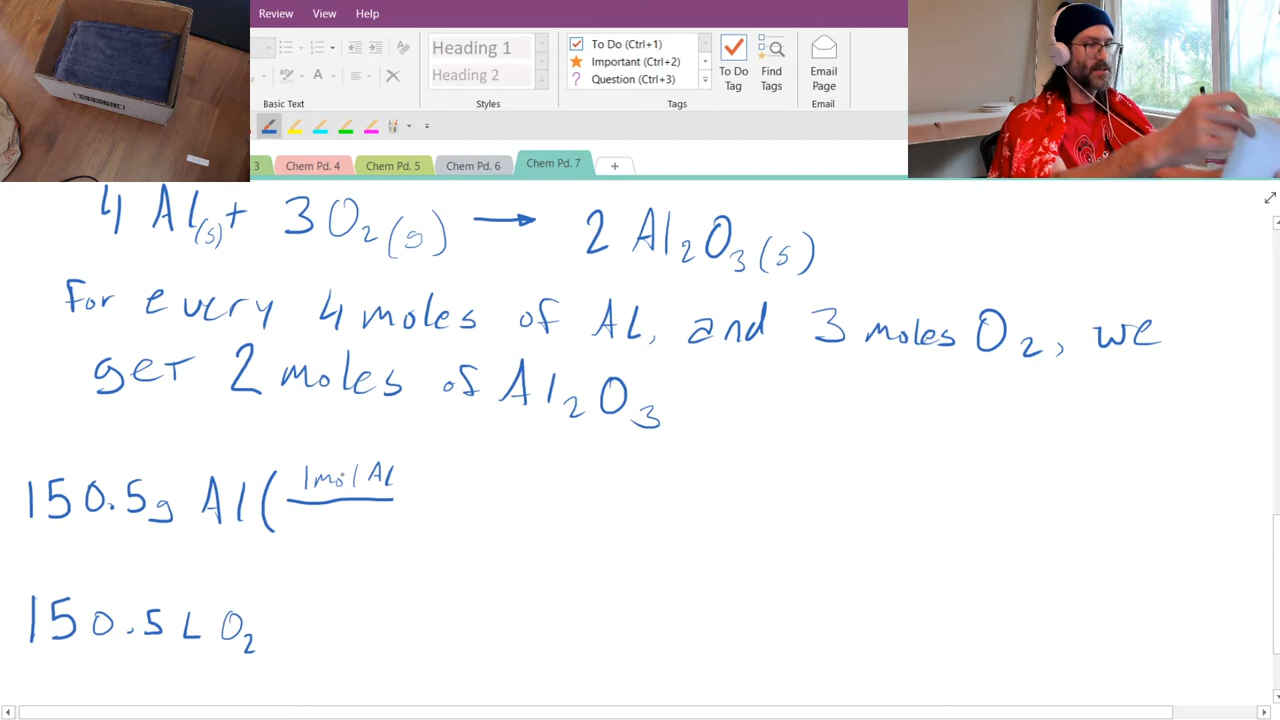 Review View Help
Heading 1
Heading 2
To Do (Ctrl+1)
Important (Ctrl+2)
? Question (Ctrl+3)
To Do Tag
Find Tags
Email Page
Basic Text Styles Tags Email
3 Chem Pd. 4 Chem Pd. 5 Chem Pd. 6 Chem Pd. 7 +
4 Al(s) + 3O2(g) → 2 Al2O3(s)
For every 4 moles of Al, and 3 moles O2, we
get 2 moles of Al2O3
150.5g Al( 1mol Al
150.5 L O2